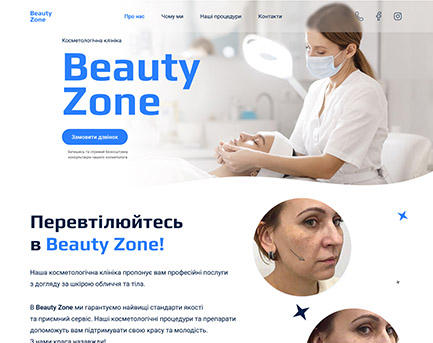 Beauty
Zone
Про нас
Чому ми
Наші процедури
Контакти
Косметологічна клініка
Beauty
Zone
Замовити дзвінок
Залишись та отримай безкоштовну
консультацію нашого косметолога
Перевтілюйтесь
в Beauty Zone!
Наша косметологічна клініка пропонує вам професійні послуги
з догляду за шкірою обличчя та тіла.
В Beauty Zone ми гарантуємо найвищі стандарти якості
та приємний сервіс. Наші косметологічні процедури та препарати
допоможуть вам підтримувати свою красу та молодість.
З нами краса назавжди!